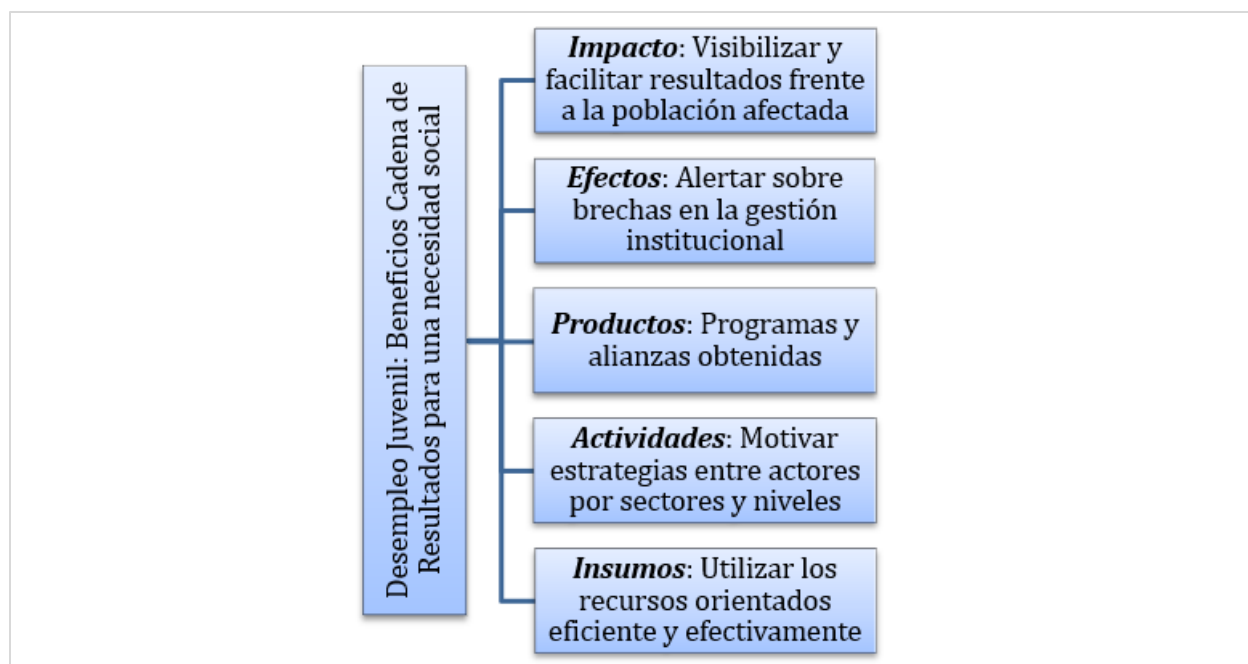 Desempleo Juvenil: Beneficios Cadena de
Resultados para una necesidad social
Impacto: Visibilizar y
facilitar resultados frente
a la población afectada
Efectos: Alertar sobre
brechas en la gestión
institucional
Productos: Programas y
alianzas obtenidas
Actividades: Motivar
estrategias entre actores
por sectores y niveles
Insumos: Utilizar los
recursos orientados
eficiente y efectivamente